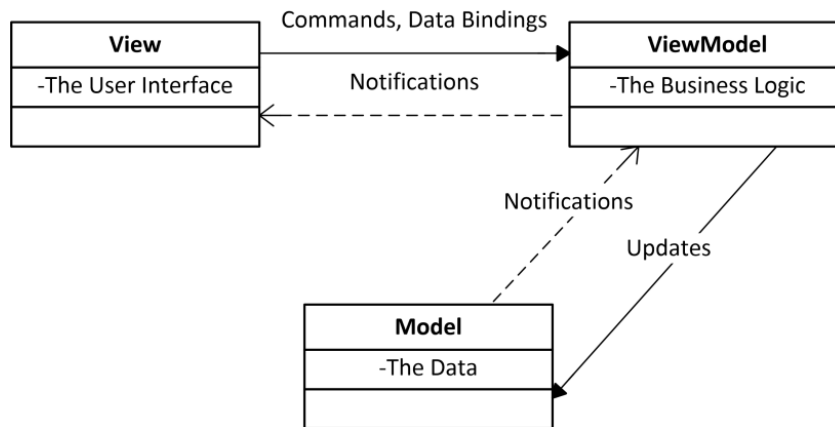 Commands, Data Bindings
View
ViewModel
-The User Interface
Notifications
-The Business Logic
Notifications
Updates
Model
-The Data